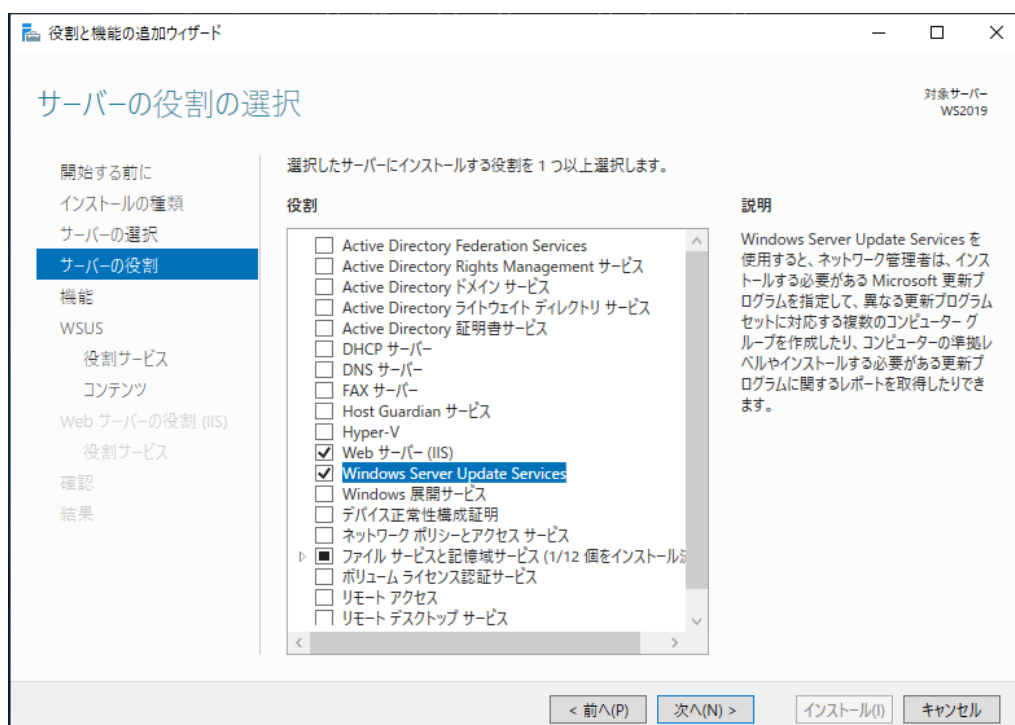 役割と機能の追加ウィザード
サーバーの役割の選択
対象サーバー
WS2019
開始する前に
インストールの種類
サーバーの選択
サーバーの役割
機能
WSUS
役割サービス
コンテンツ
Web サーバーの役割 (IIS)
役割サービス
確認
結果
選択したサーバーにインストールする役割を 1 つ以上選択します。
役割
Active Directory Federation Services
Active Directory Rights Management サービス
Active Directory ドメイン サービス
Active Directory ライトウェイト ディレクトリ サービス
Active Directory 証明書サービス
DHCP サーバー
DNS サーバー
FAX サーバー
Host Guardian サービス
Hyper-V
Web サーバー (IIS)
Windows Server Update Services
Windows 展開サービス
デバイス正常性構成証明
ネットワーク ポリシーとアクセス サービス
ファイル サービスと記憶域サービス (1/12 個をインストール済
ボリューム ライセンス認証サービス
リモート アクセス
リモート デスクトップ サービス
説明
Windows Server Update Services を
使用すると、ネットワーク管理者は、インス
トールする必要がある Microsoft 更新プ
ログラムを指定して、異なる更新プログラム
セットに対応する複数のコンピューター グ
ループを作成したり、コンピューターの準拠レ
ベルやインストールする必要がある更新プ
ログラムに関するレポートを取得したりでき
ます。
< 前へ(P)
次へ(N) >
インストール(I)
キャンセル